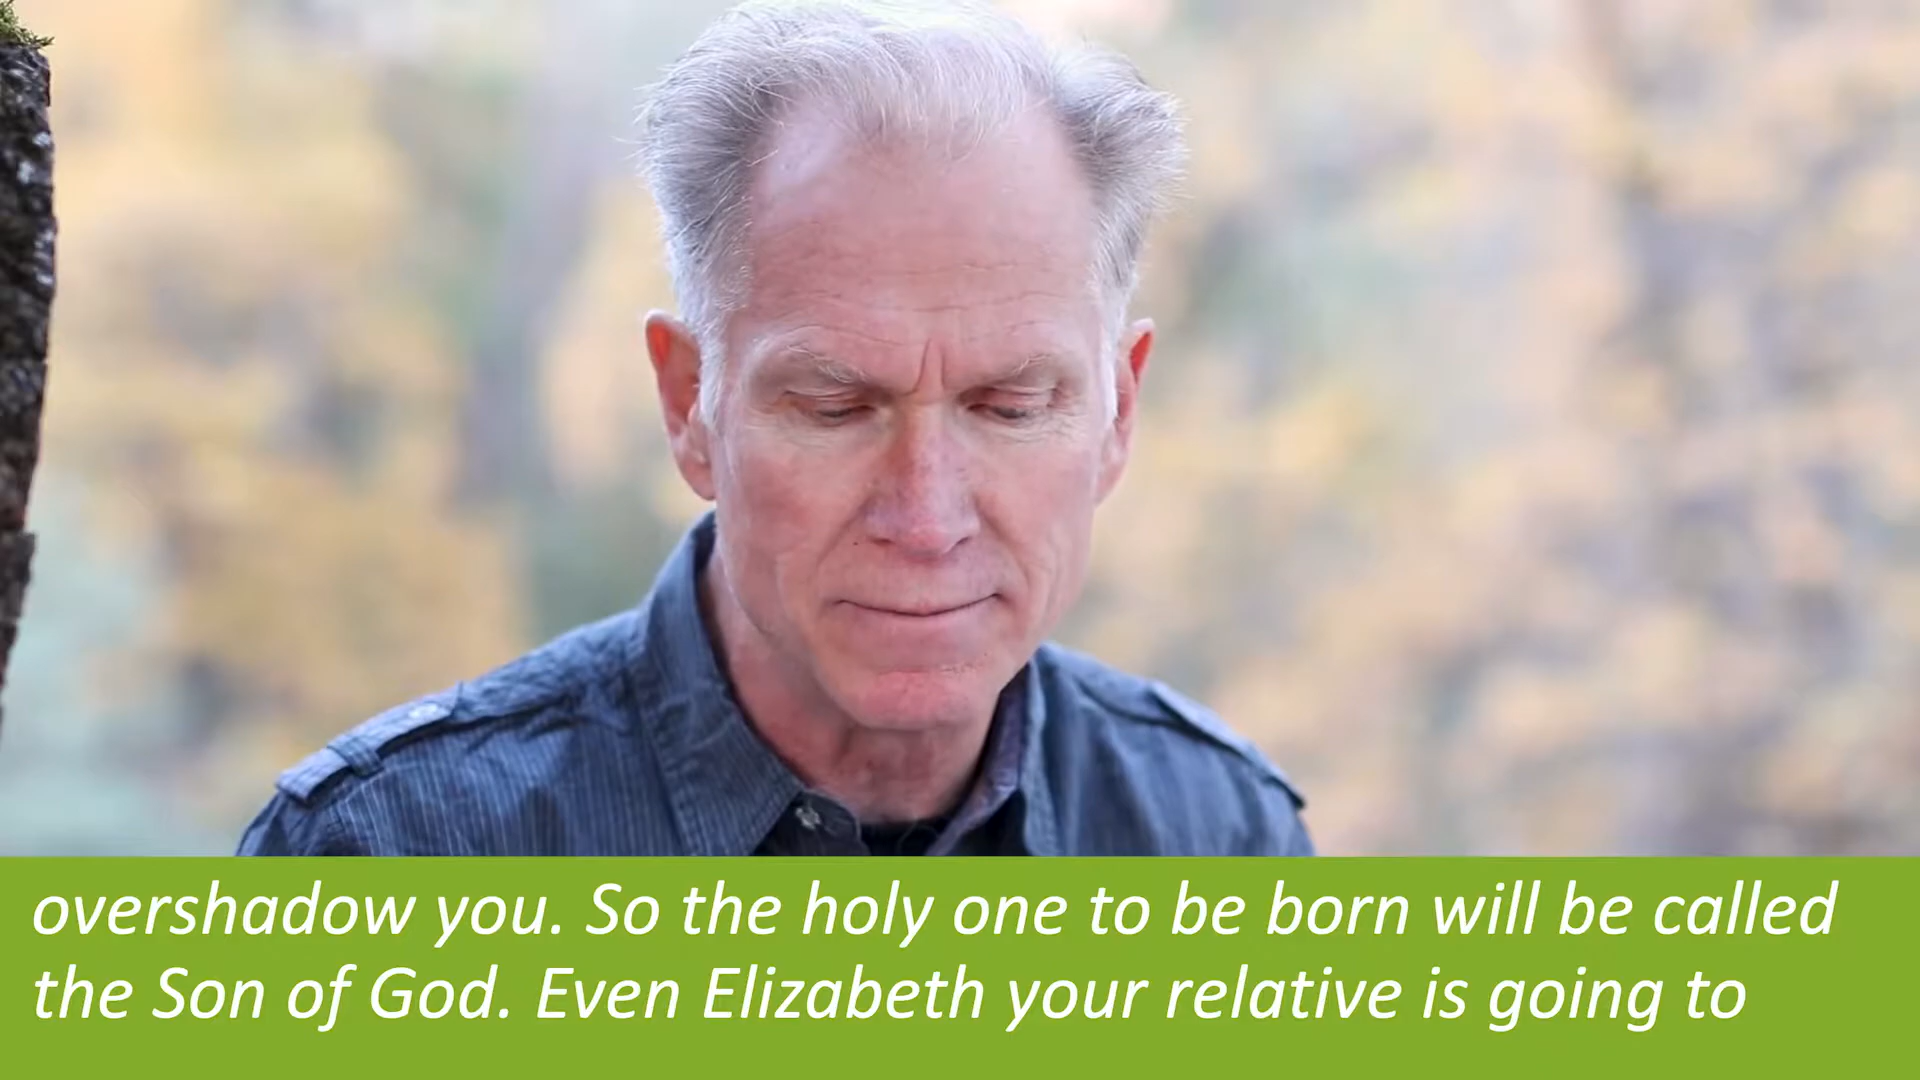 overshadow you. So the holy one to be born will be called
the Son of God. Even Elizabeth your relative is going to